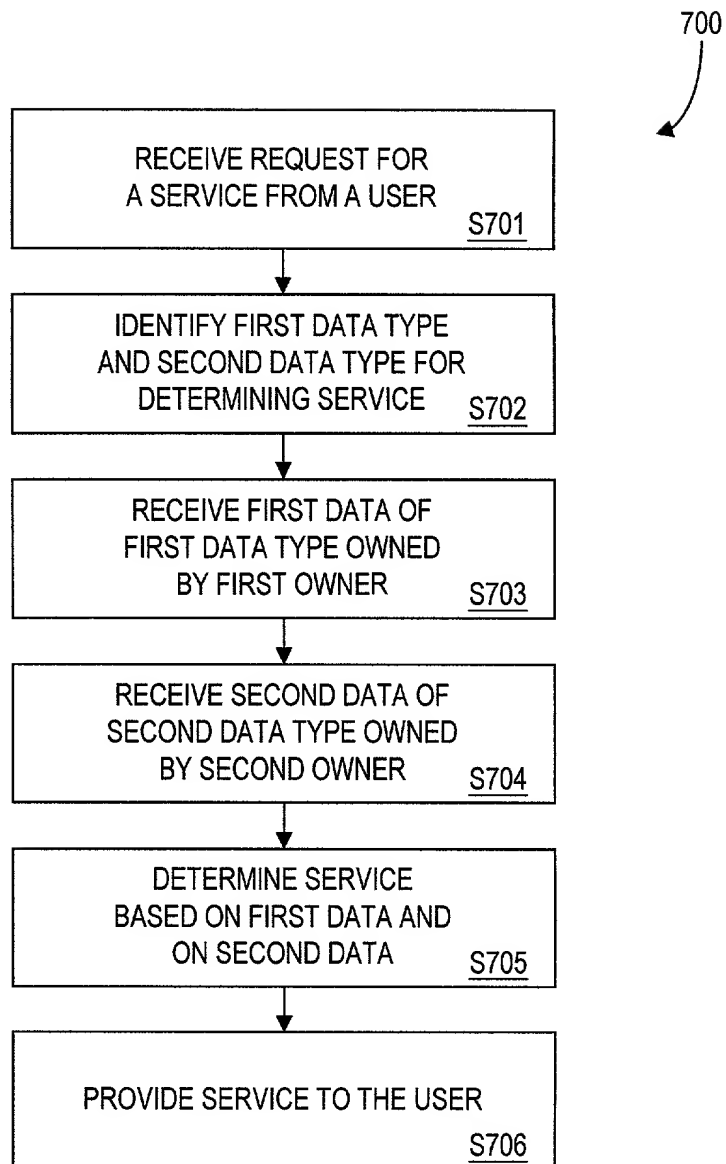 700
RECEIVE REQUEST FOR
A SERVICE FROM A USER
S701
IDENTIFY FIRST DATA TYPE
AND SECOND DATA TYPE FOR
DETERMINING SERVICE
S702
RECEIVE FIRST DATA OF
FIRST DATA TYPE OWNED
BY FIRST OWNER
S703
RECEIVE SECOND DATA OF
SECOND DATA TYPE OWNED
BY SECOND OWNER
S704
DETERMINE SERVICE
BASED ON FIRST DATA AND
ON SECOND DATA
S705
PROVIDE SERVICE TO THE USER
S706